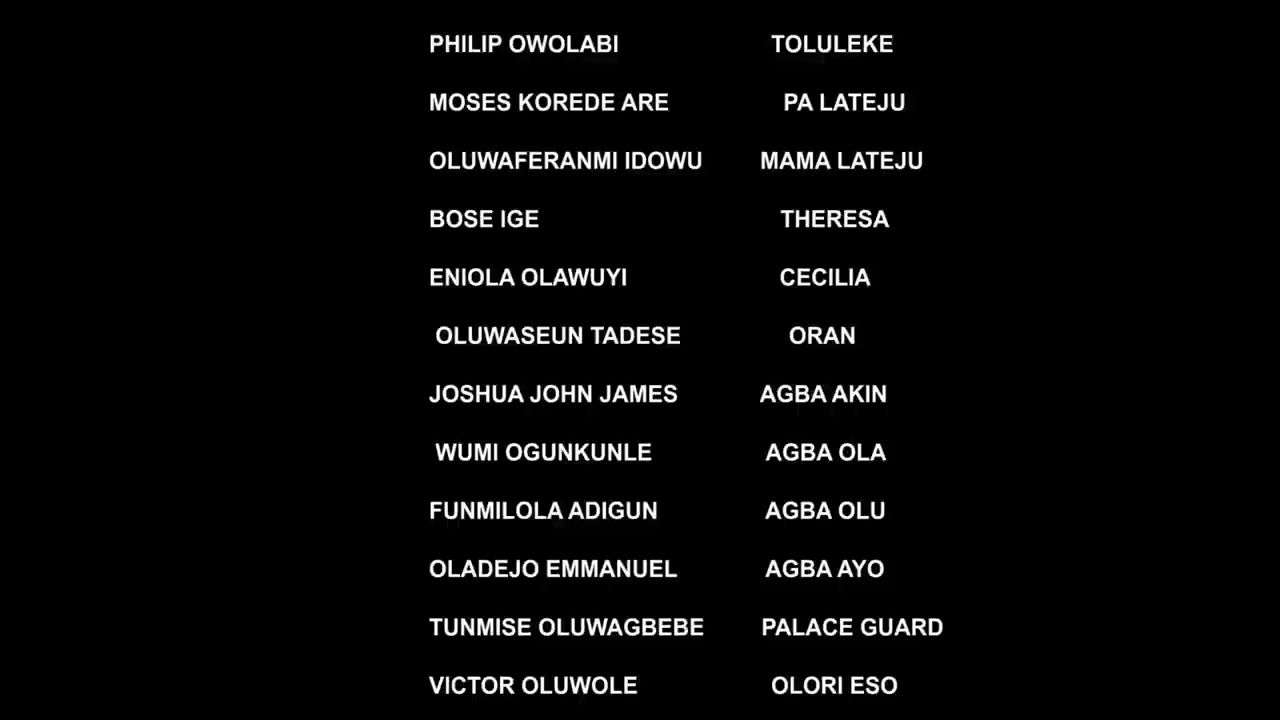 PHILIP OWOLABI TOLULEKE
MOSES KOREDE ARE PA LATEJU
OLUWAFERANMI IDOWU MAMA LATEJU
BOSE IGE THERESA
ENIOLA OLAWUYI CECILIA
OLUWASEUN TADESE ORAN
JOSHUA JOHN JAMES AGBA AKIN
WUMI OGUNKUNLE AGBA OLA
FUNMILOLA ADIGUN AGBA OLU
OLADEJO EMMANUEL AGBA AYO
TUNMISE OLUWAGBEBE PALACE GUARD
VICTOR OLUWOLE OLORI ESO